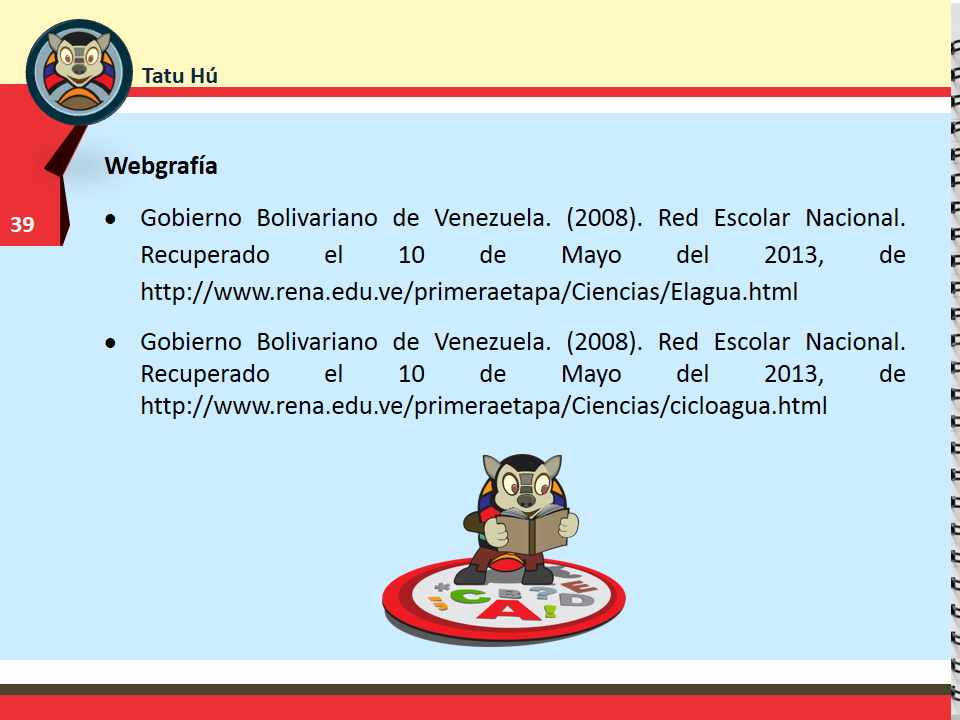 Tatu Hú
39
Webgrafía
• Gobierno Bolivariano de Venezuela. (2008). Red Escolar Nacional.
Recuperado el 10 de Mayo del 2013, de
http://www.rena.edu.ve/primeraetapa/Ciencias/Elagua.html
• Gobierno Bolivariano de Venezuela. (2008). Red Escolar Nacional.
Recuperado el 10 de Mayo del 2013, de
http://www.rena.edu.ve/primeraetapa/Ciencias/cicloagua.html
* C B ? E
A ! D